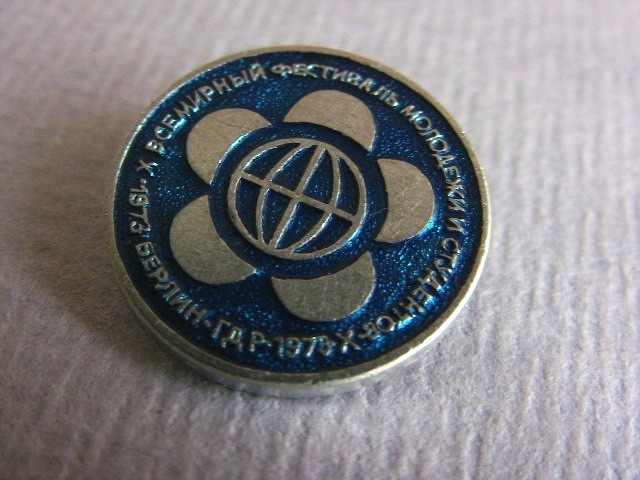 X ВСЕМИРНЫЙ ФЕСТИВАЛЬ МОЛОДЕЖИ И СТУДЕНТОВ-X-1973-ГДР-БЕРЛИН-1973